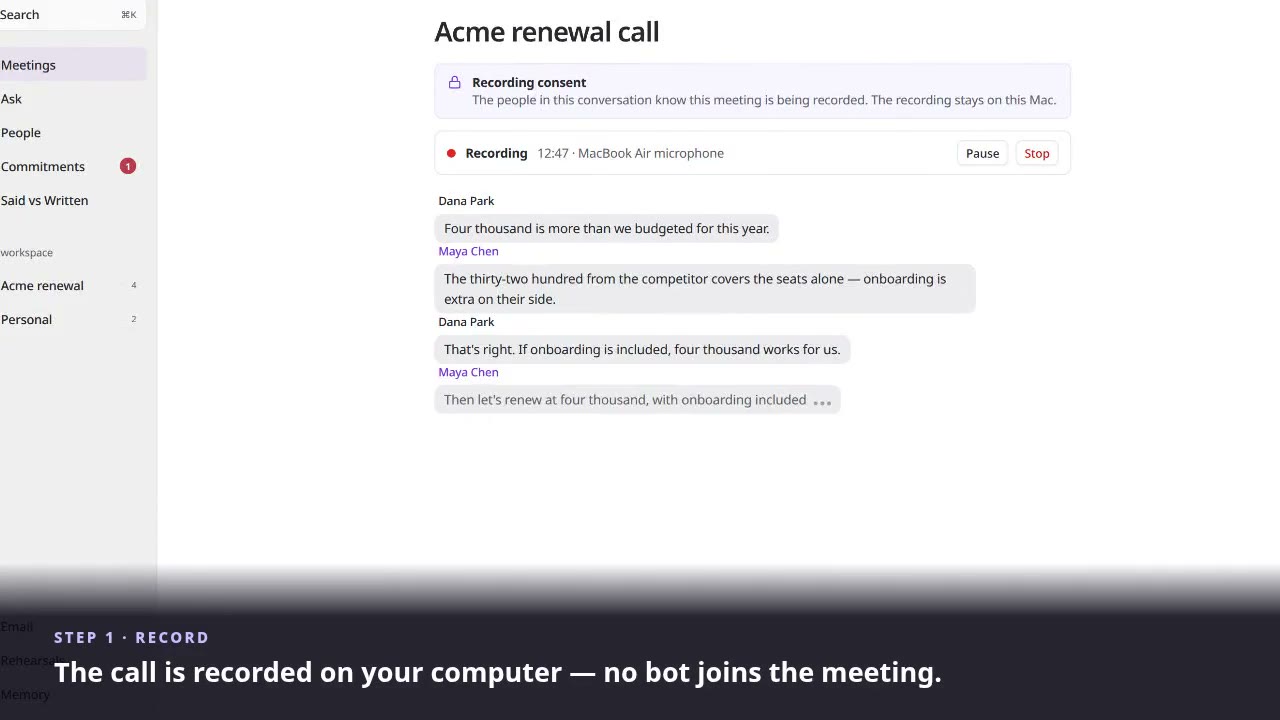 Search ⌘K
Meetings
Ask
People
Commitments 1
Said vs Written
workspace
Acme renewal 4
Personal 2
Email
Rehearsals
Memory
Acme renewal call
Recording consent
The people in this conversation know this meeting is being recorded. The recording stays on this Mac.
Recording 12:47 · MacBook Air microphone Pause Stop
Dana Park
Four thousand is more than we budgeted for this year.
Maya Chen
The thirty-two hundred from the competitor covers the seats alone — onboarding is
extra on their side.
Dana Park
That's right. If onboarding is included, four thousand works for us.
Maya Chen
Then let's renew at four thousand, with onboarding included
STEP 1 · RECORD
The call is recorded on your computer — no bot joins the meeting.